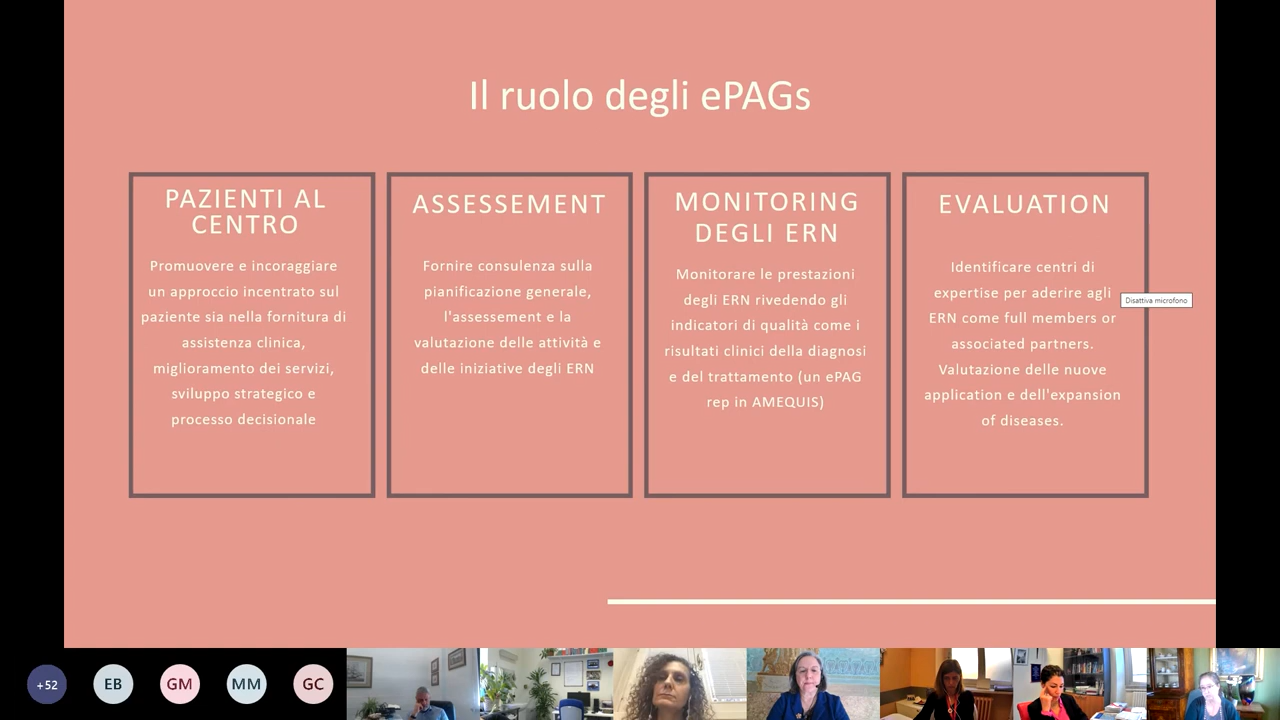 Il ruolo degli ePAGs
PAZIENTI AL
CENTRO
Promuovere e incoraggiare
un approccio incentrato sul
paziente sia nella fornitura di
assistenza clinica,
miglioramento dei servizi,
sviluppo strategico e
processo decisionale
ASSESSEMENT
Fornire consulenza sulla
pianificazione generale,
l'assessement e la
valutazione delle attività e
delle iniziative degli ERN
MONITORING
DEGLI ERN
Monitorare le prestazioni
degli ERN rivedendo gli
indicatori di qualità come i
risultati clinici della diagnosi
e del trattamento (un ePAG
rep in AMEQUIS)
EVALUATION
Identificare centri di
expertise per aderire agli
ERN come full members or
associated partners.
Valutazione delle nuove
application e dell'expansion
of diseases.
Disattiva microfono
+52
EB
GM
MM
GC